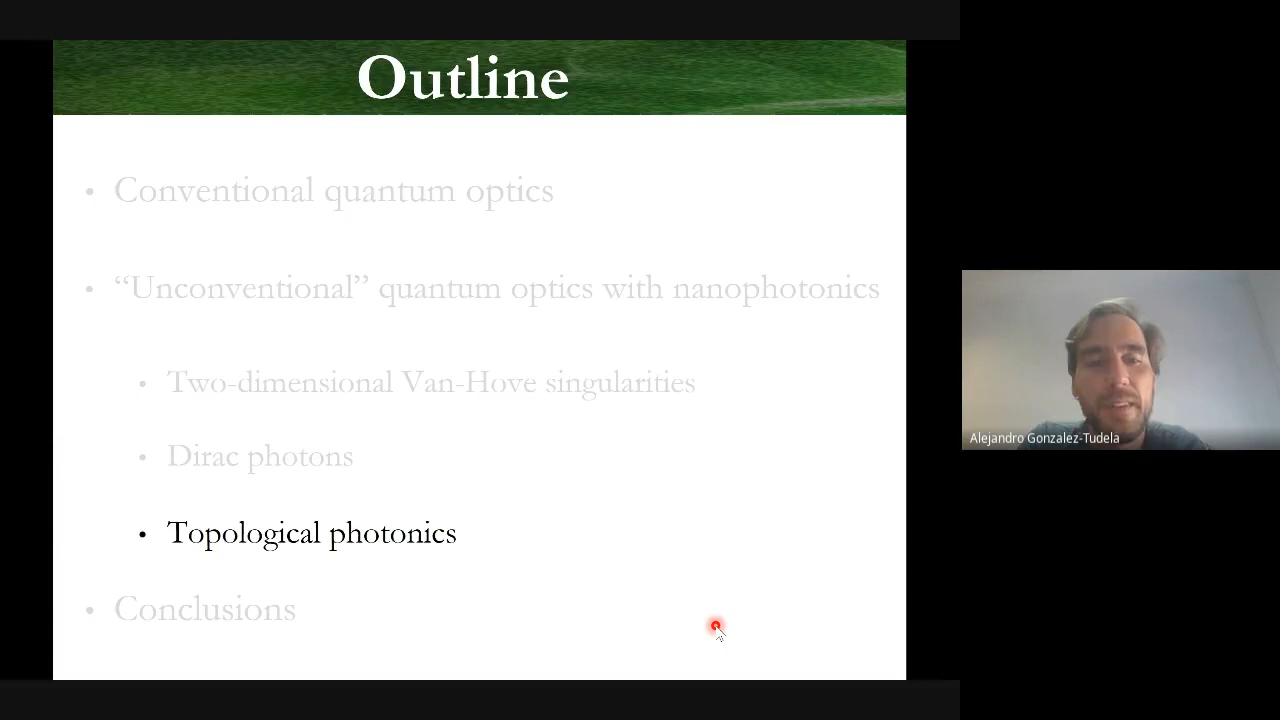 Outline
• Conventional quantum optics
• “Unconventional” quantum optics with nanophotonics
• Two-dimensional Van-Hove singularities
• Dirac photons
• Topological photonics
• Conclusions
Alejandro Gonzalez-Tudela